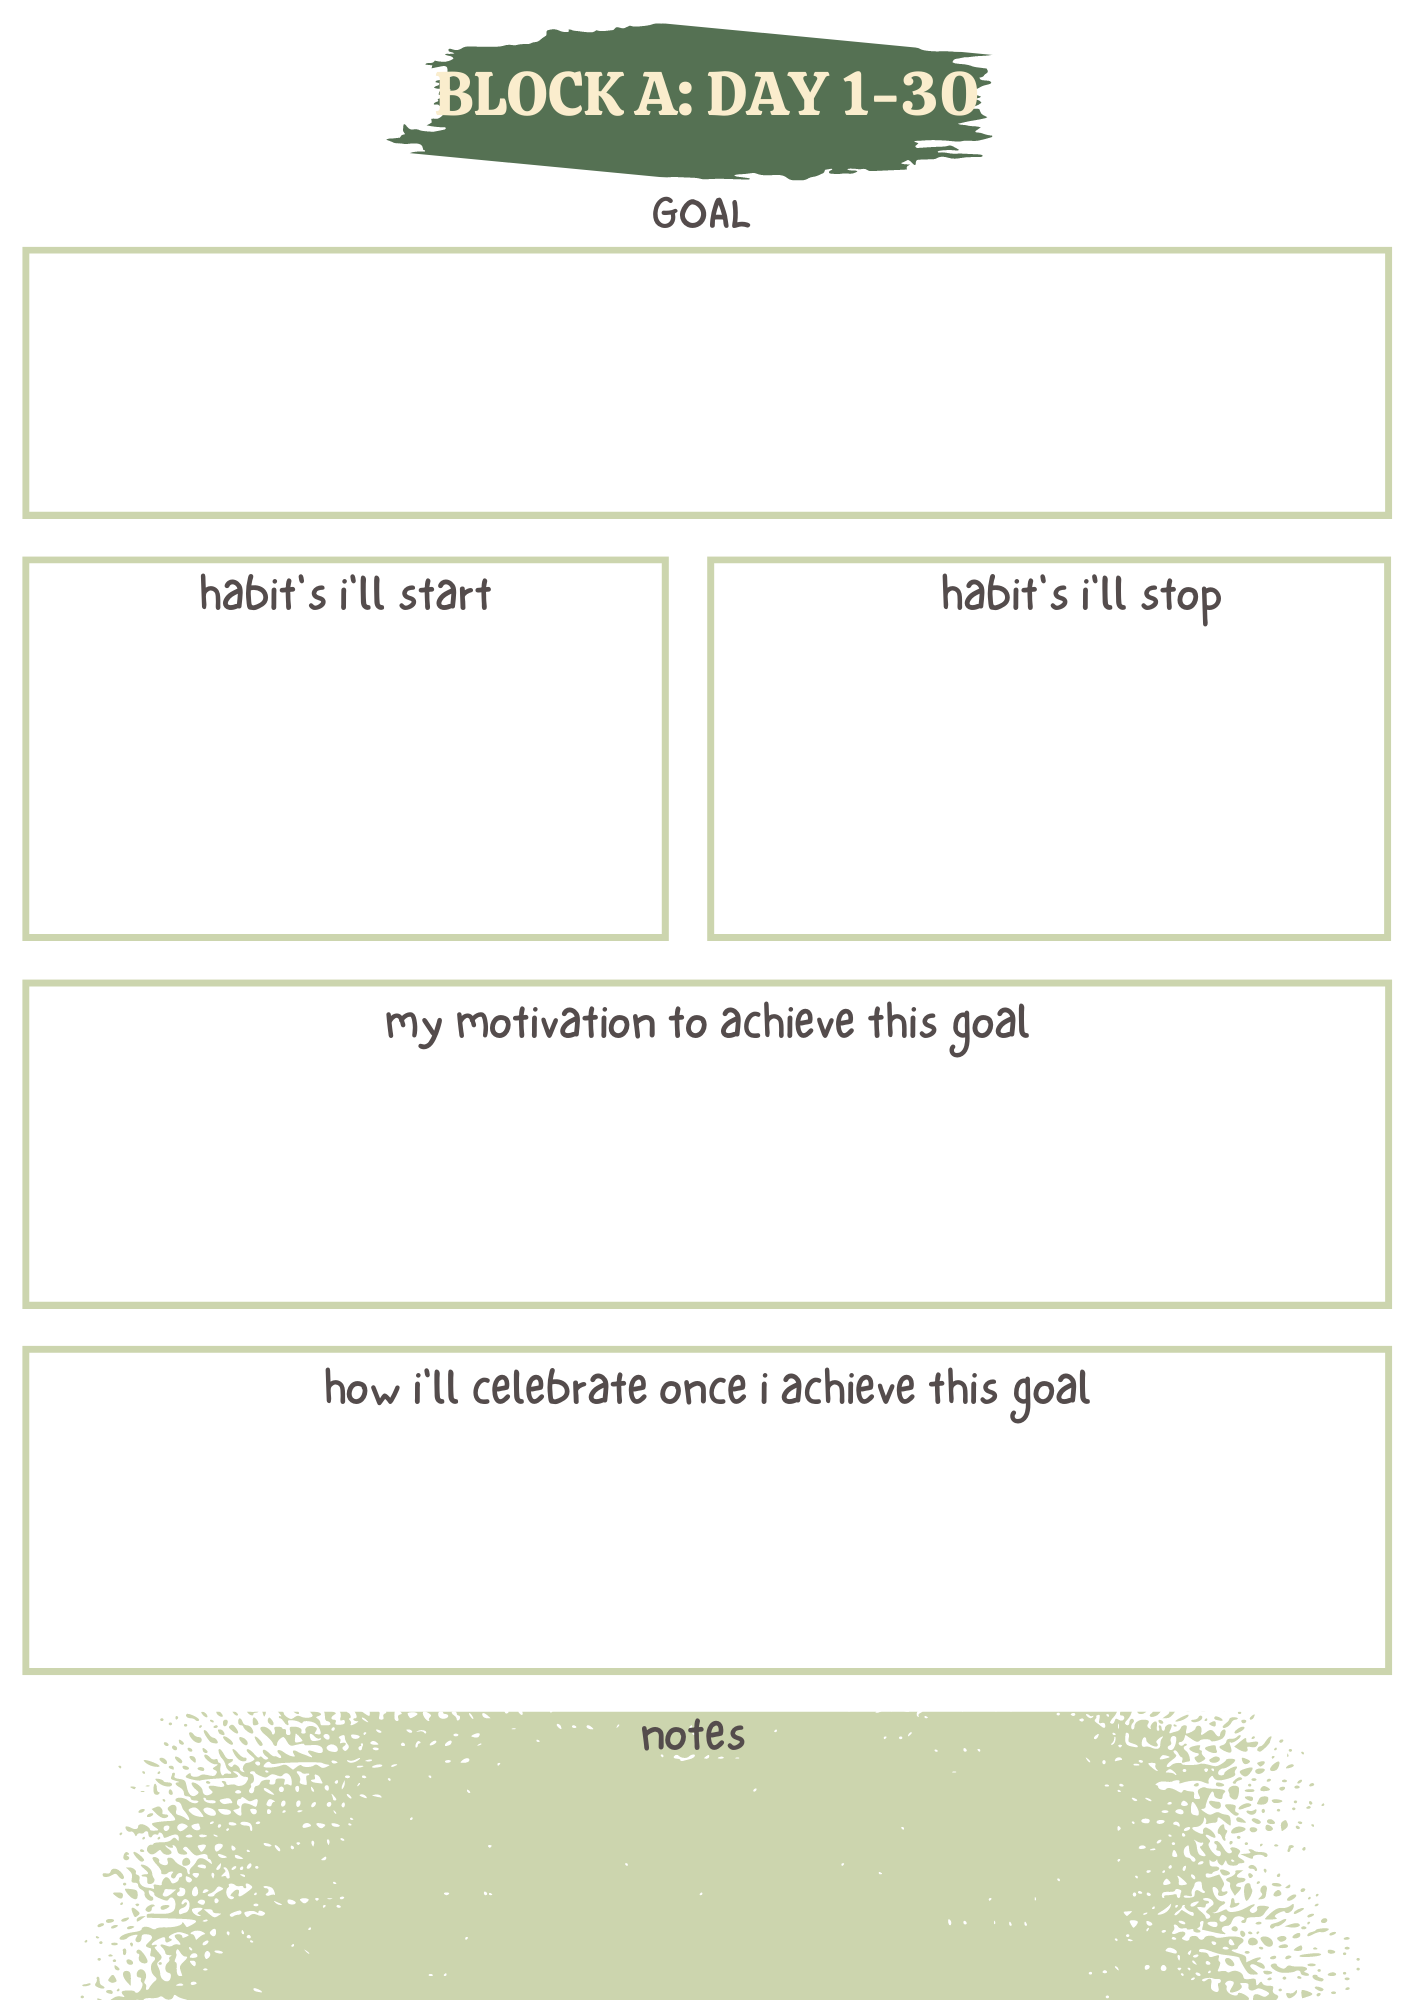 BLOCK A: DAY 1-30
GOAL
habit's i'll start
habit's i'll stop
my motivation to achieve this goal
how i'll celebrate once i achieve this goal
notes